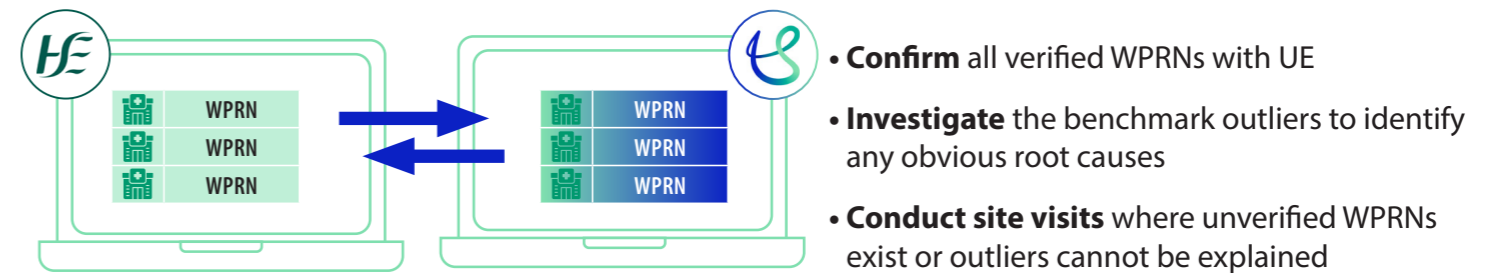 HSE
WPRN
WPRN
WPRN
WPRN
WPRN
WPRN
• Confirm all verified WPRNs with UE
• Investigate the benchmark outliers to identify
any obvious root causes
• Conduct site visits where unverified WPRNs
exist or outliers cannot be explained